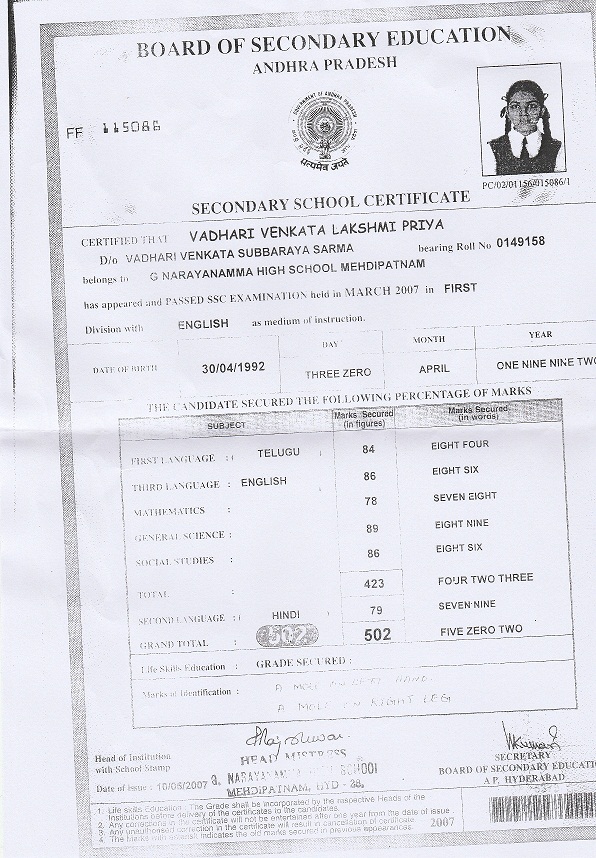 BOARD OF SECONDARY EDUCATION
ANDHRA PRADESH
FF 115086
GOVERNMENT OF ANDHRA PRADESH
सत्यमेव जयते
PC/02/01156/015086/1
SECONDARY SCHOOL CERTIFICATE
CERTIFIED THAT VADHARI VENKATA LAKSHMI PRIYA
D/o VADHARI VENKATA SUBBARAYA SARMA bearing Roll No 0149158
belongs to G NARAYANAMMA HIGH SCHOOL MEHDIPATNAM
has appeared and PASSED SSC EXAMINATION held in MARCH 2007 in FIRST
Division with ENGLISH as medium of instruction.
DAY MONTH YEAR
DATE OF BIRTH 30/04/1992 THREE ZERO APRIL ONE NINE NINE TWO
THE CANDIDATE SECURED THE FOLLOWING PERCENTAGE OF MARKS
SUBJECT Marks Secured (in figures) Marks Secured (in words)
FIRST LANGUAGE : ( TELUGU ) 84 EIGHT FOUR
THIRD LANGUAGE : ENGLISH 86 EIGHT SIX
MATHEMATICS : 78 SEVEN EIGHT
GENERAL SCIENCE : 89 EIGHT NINE
SOCIAL STUDIES : 86 EIGHT SIX
TOTAL : 423 FOUR TWO THREE
SECOND LANGUAGE : ( HINDI ) 79 SEVEN NINE
GRAND TOTAL : 502 502 FIVE ZERO TWO
Life Skills Education : GRADE SECURED :
Marks of Identification : A MOLE ON LEFT HAND.
A MOLE ON RIGHT LEG
Head of Institution
with School Stamp
HEAD MISTRESS
G. NARAYANAMMA HIGH SCHOOL
MEHDIPATNAM, HYD - 28.
Date of issue : 10/06/2007
SECRETARY
BOARD OF SECONDARY EDUCATION
A P. HYDERABAD
1. Life skills Education : The Grade shall be incorporated by the respective Heads of the
Institutions before delivery of the certificates to the candidates.
2. Any corrections in the certificate will not be entertained after one year from the date of issue.
3. Any unauthorised correction in the certificate will result in cancellation of certificate.
4. The marks with asterisk indicates the old marks secured in previous appearances.
2007